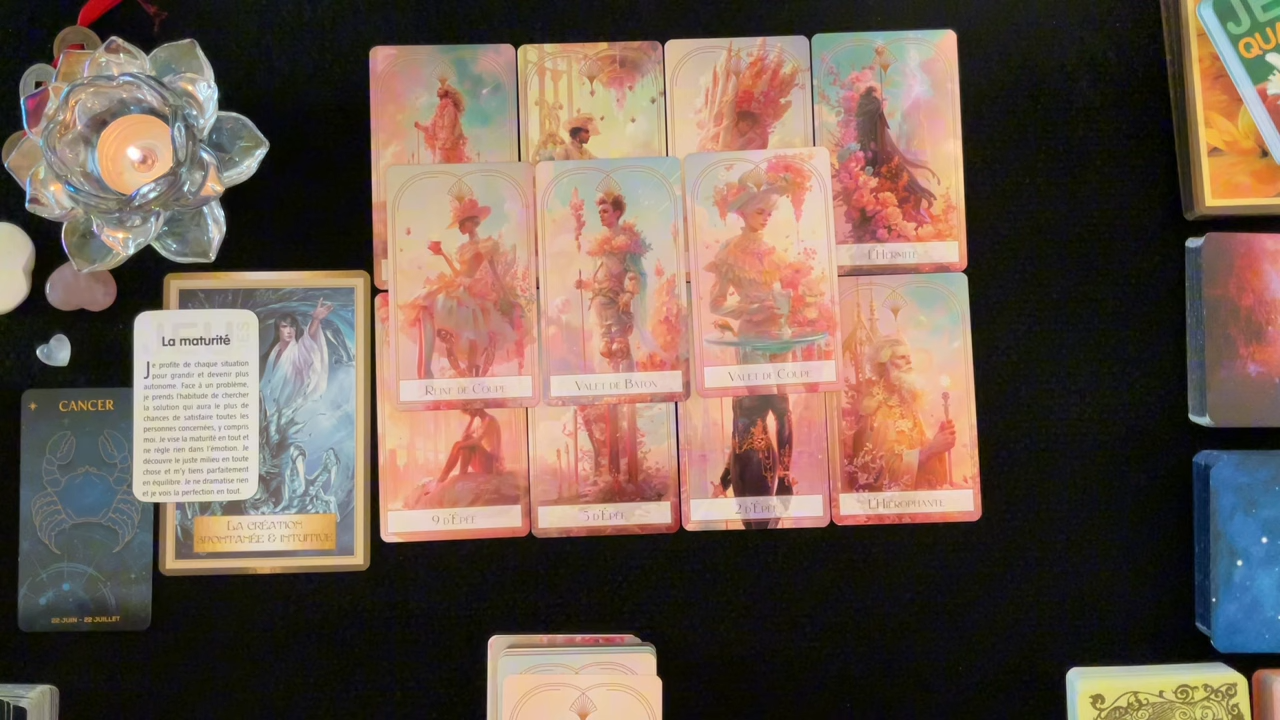 JEU
QU
L'HERMITE
La maturité
Je profite de chaque situation
pour grandir et devenir plus
autonome. Face à un problème,
je prends l'habitude de chercher
la solution qui aura le plus de
chances de satisfaire toutes les
personnes concernées, y compris
moi. Je vise la maturité en tout et
ne règle rien dans l'émotion. Je
découvre le juste milieu en toute
chose et m'y tiens parfaitement
en équilibre. Je ne dramatise rien
et je vois la perfection en tout.
REINE DE COUPE
VALET DE BATON
VALET DE COUPE
CANCER
22 JUIN - 22 JUILLET
LA CRÉATION
SPONTANÉE & INTUITIVE
9 D'ÉPÉE
5 D'ÉPÉE
2 D'ÉPÉE
L'HIÉROPHANTE